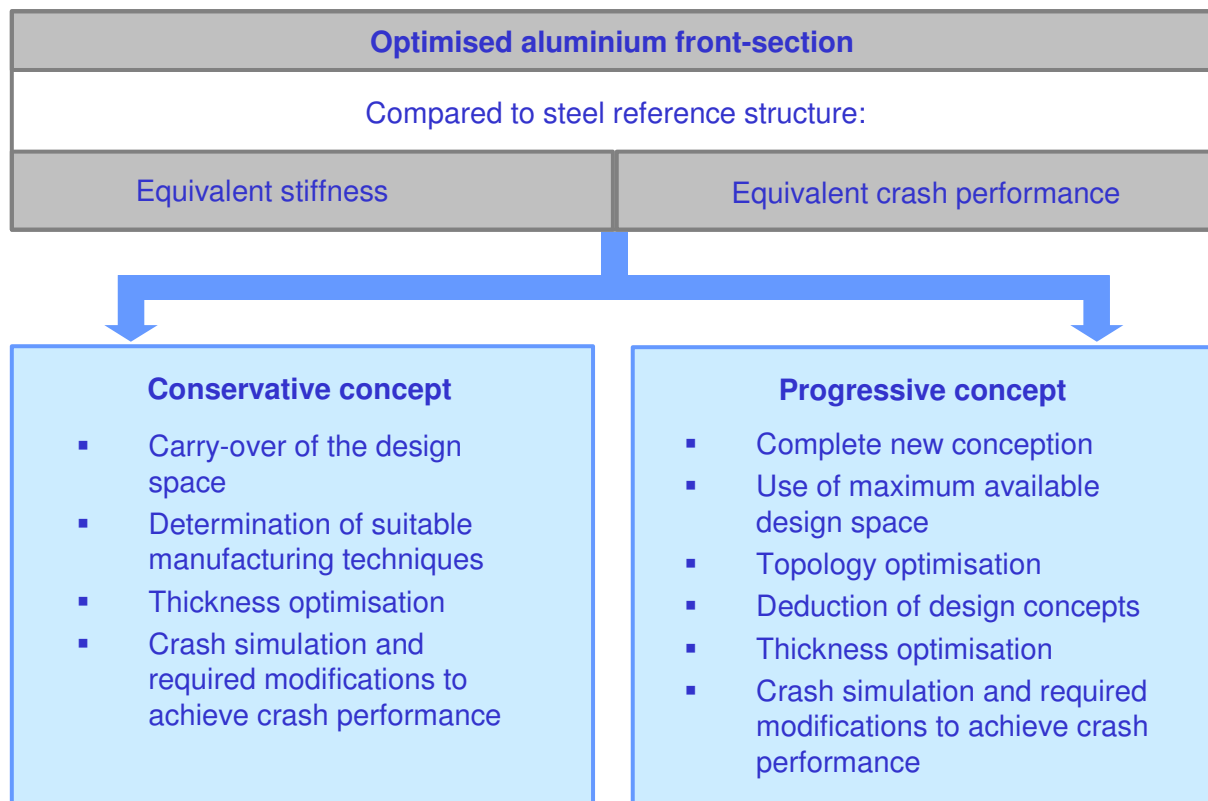 Optimised aluminium front-section
Compared to steel reference structure:
Equivalent stiffness
Equivalent crash performance
Conservative concept
▪ Carry-over of the design
space
▪ Determination of suitable
manufacturing techniques
▪ Thickness optimisation
▪ Crash simulation and
required modifications to
achieve crash performance
Progressive concept
▪ Complete new conception
▪ Use of maximum available
design space
▪ Topology optimisation
▪ Deduction of design concepts
▪ Thickness optimisation
▪ Crash simulation and required
modifications to achieve crash
performance